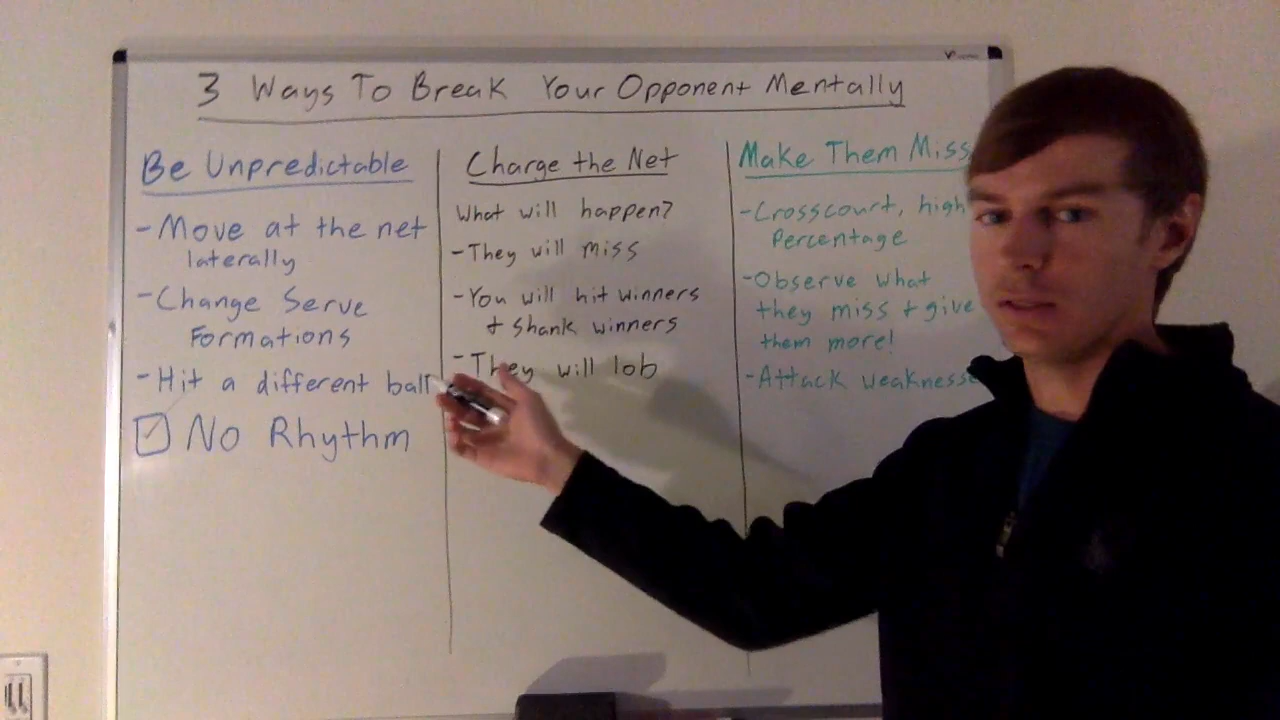 3 Ways To Break Your Opponent Mentally
Be Unpredictable
-Move at the net
laterally
-Change Serve
Formations
-Hit a different ball
No Rhythm
Charge the Net
What will happen?
-They will miss
-You will hit winners
+ shank winners
-They will lob
Make Them Miss
-Crosscourt, high
Percentage
-Observe what
they miss + give
them more!
-Attack weaknesse